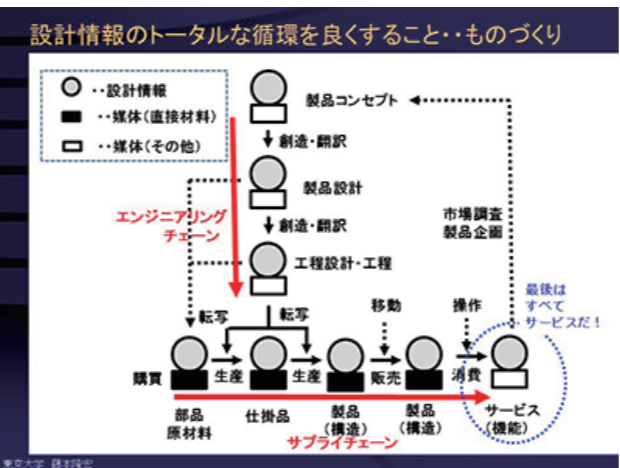 設計情報のトータルな循環を良くすること・・ものづくり
・・設計情報
・・媒体(直接材料)
・・媒体(その他)
製品コンセプト
創造・翻訳
製品設計
創造・翻訳
工程設計・工程
エンジニアリング
チェーン
市場調査
製品企画
最後は
すべて
サービスだ！
転写
転写
移動
操作
購買
生産
生産
販売
消費
部品
原材料
仕掛品
製品
(構造)
製品
(構造)
サービス
(機能)
サプライチェーン
東京大学 藤本隆宏